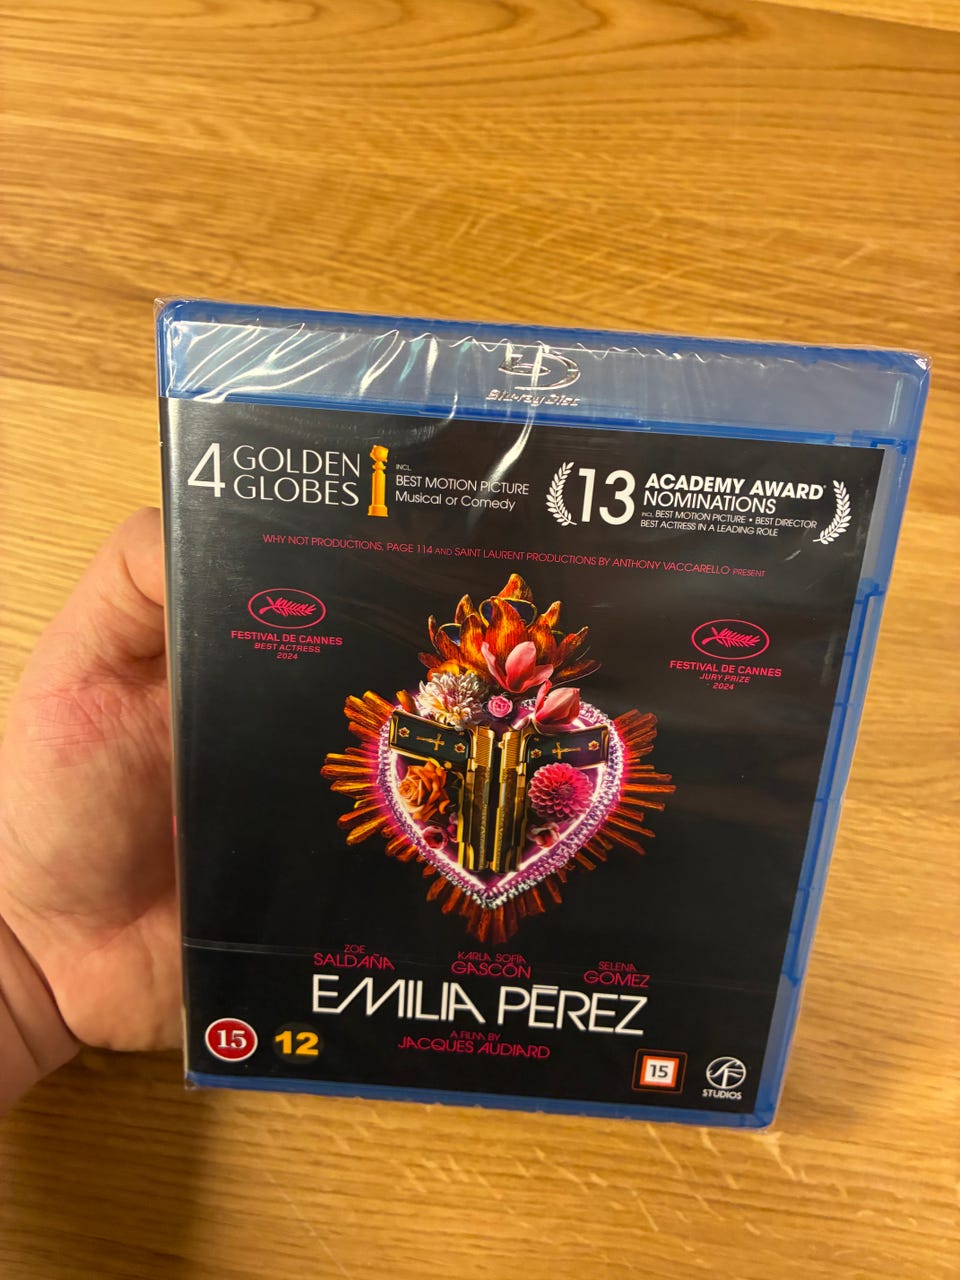 Blu-ray Disc
4 GOLDEN
GLOBES
INCL.
BEST MOTION PICTURE
Musical or Comedy
13
ACADEMY AWARD®
NOMINATIONS
INCL. BEST MOTION PICTURE • BEST DIRECTOR
BEST ACTRESS IN A LEADING ROLE
WHY NOT PRODUCTIONS, PAGE 114 AND SAINT LAURENT PRODUCTIONS BY ANTHONY VACCARELLO PRESENT
FESTIVAL DE CANNES
BEST ACTRESS
2024
FESTIVAL DE CANNES
JURY PRIZE
- 2024
ZOE
SALDAÑA
KARLA SOFÍA
GASCÓN
SELENA
GOMEZ
EMILIA PÉREZ
A FILM BY
JACQUES AUDIARD
15
12
15
SF
STUDIOS